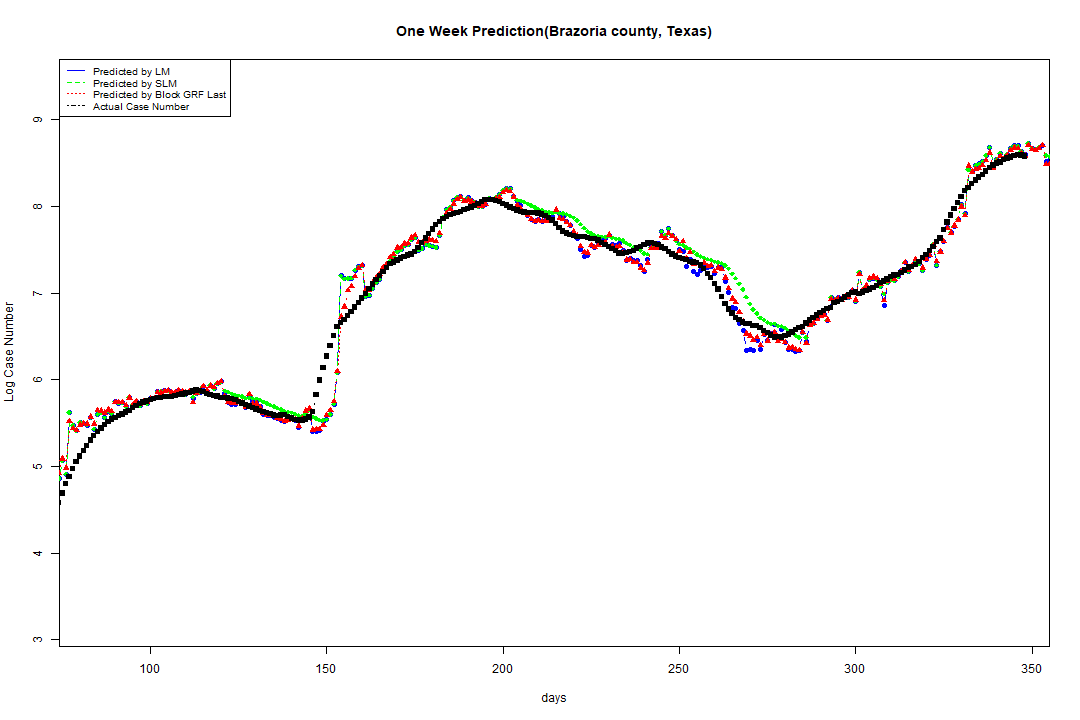 One Week Prediction(Brazoria county, Texas)
Predicted by LM
Predicted by SLM
Predicted by Block GRF Last
Actual Case Number
9
8
7
6
5
4
3
Log Case Number
100 150 200 250 300 350
days